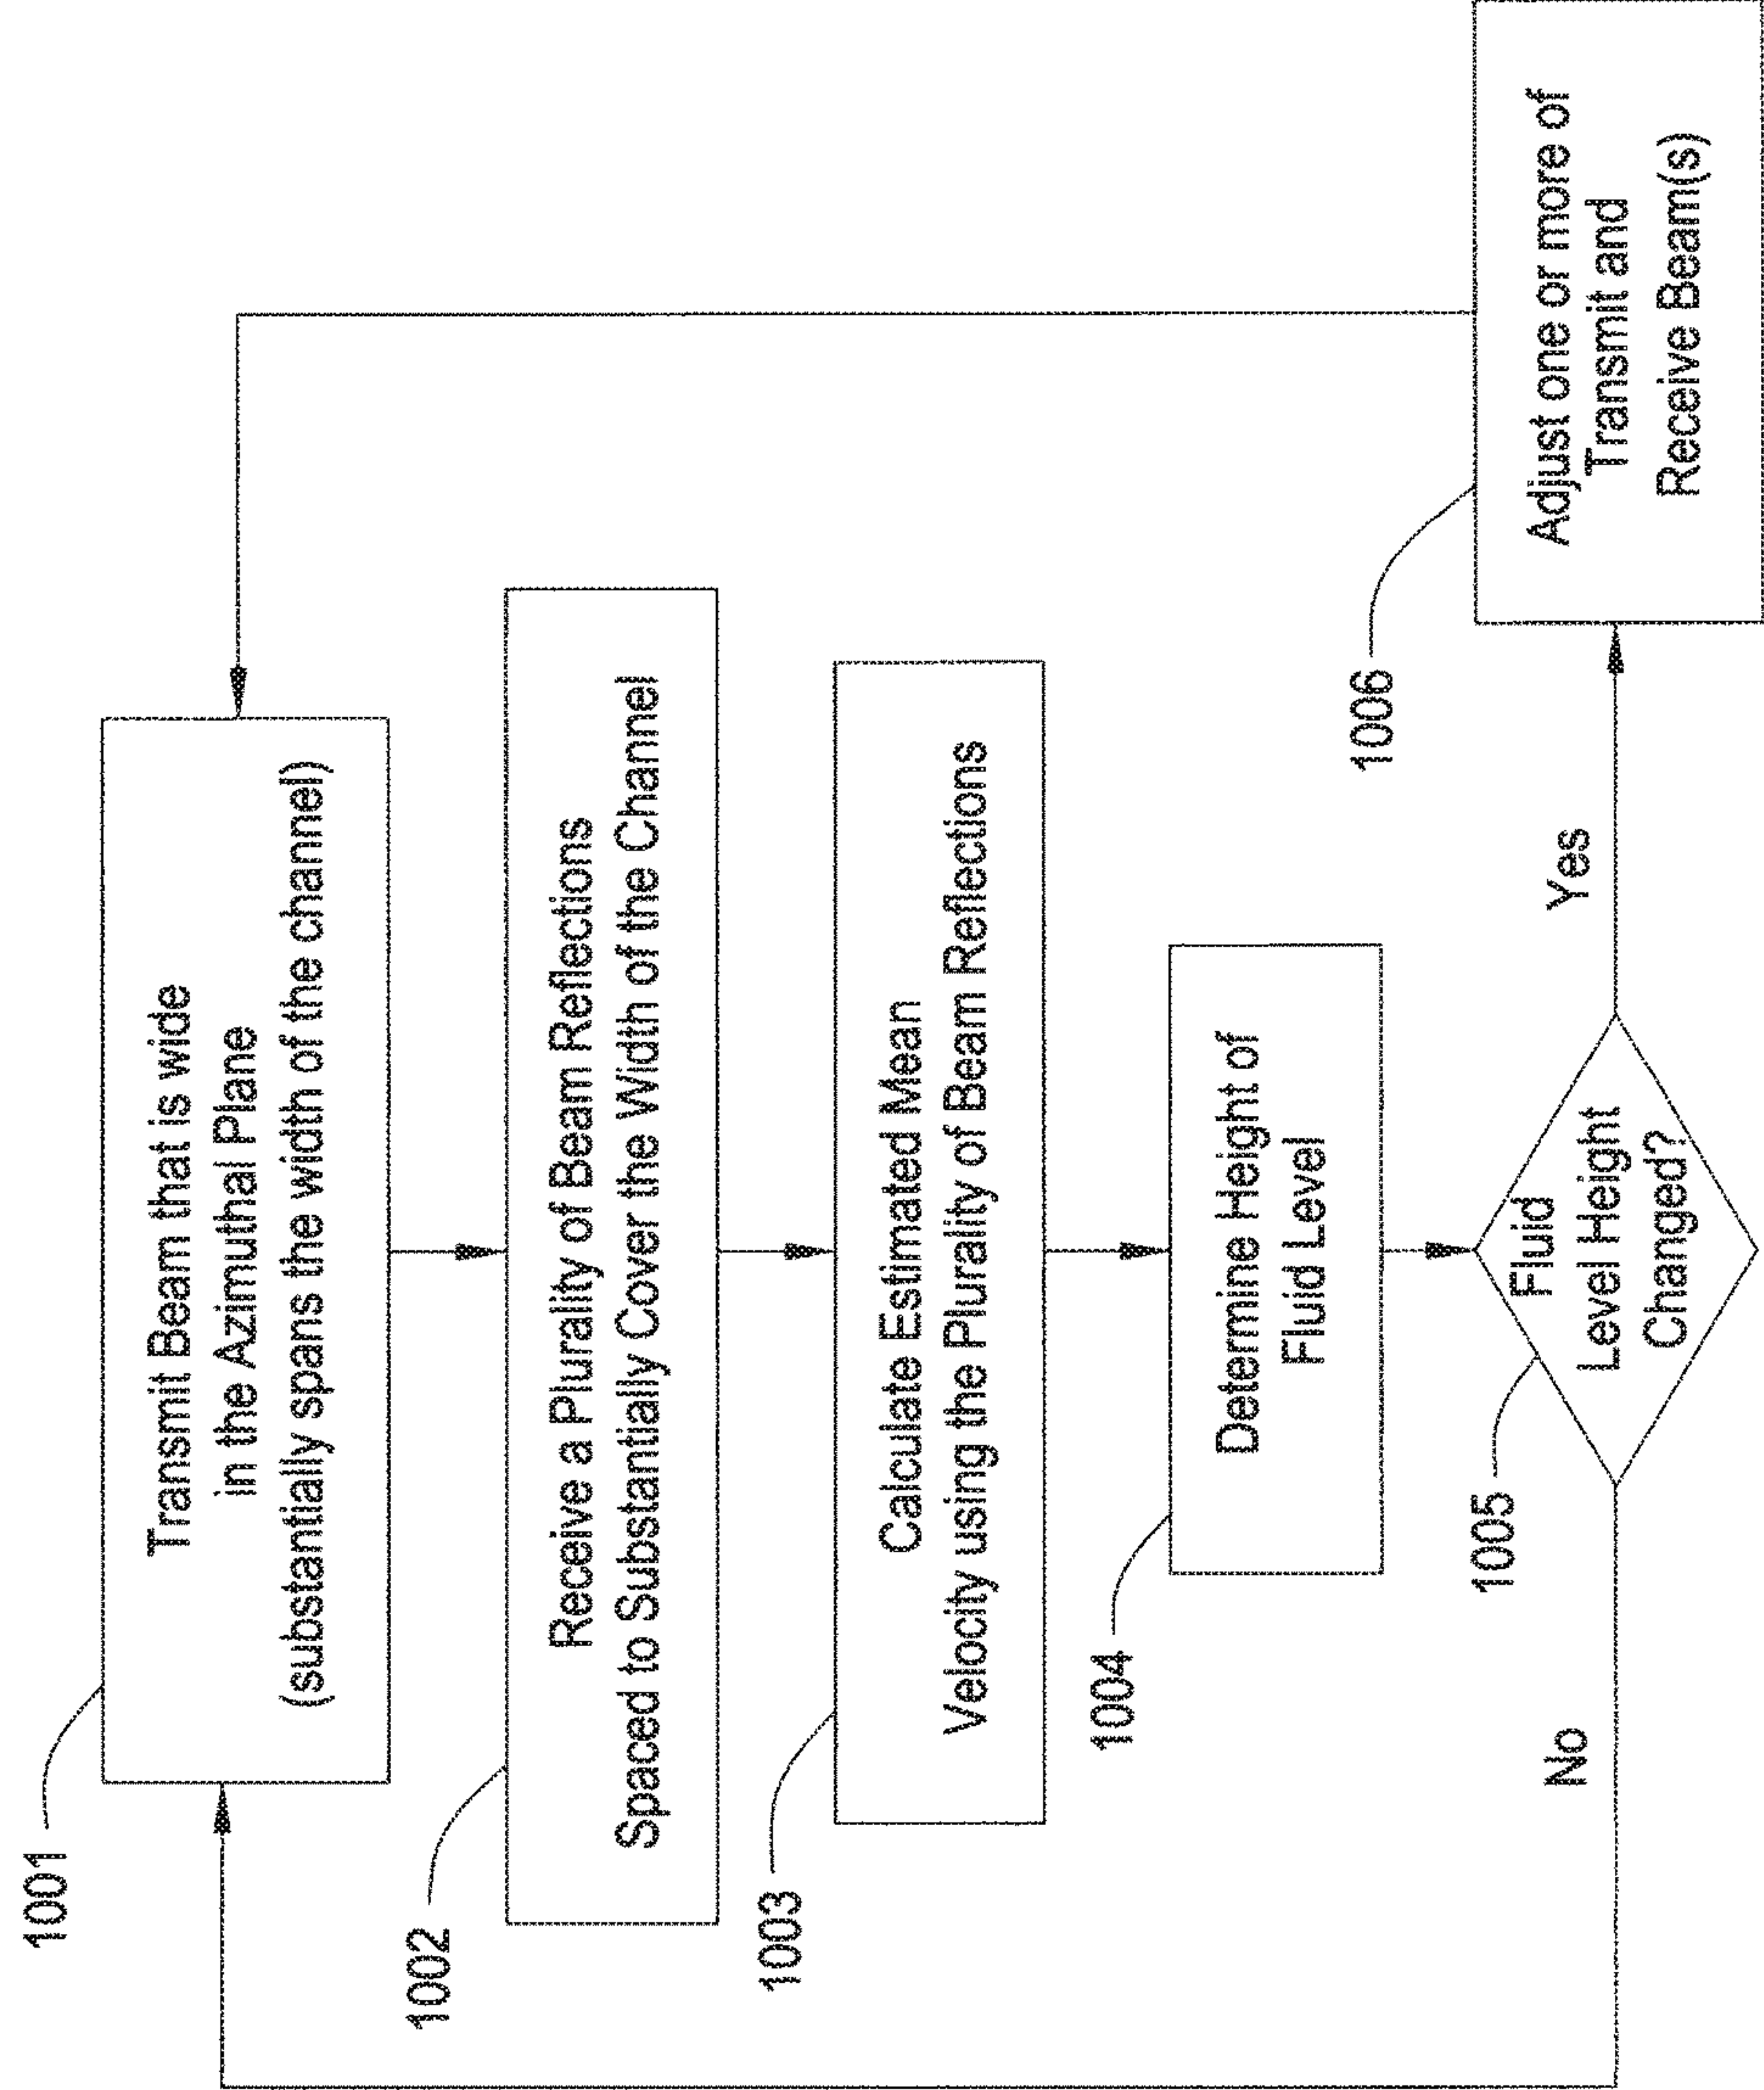 1001
Transmit Beam that is wide
in the Azimuthal Plane
(substantially spans the width of the channel)
1002
Receive a Plurality of Beam Reflections
Spaced to Substantially Cover the Width of the Channel
1003
Calculate Estimated Mean
Velocity using the Plurality of Beam Reflections
1004
Determine Height of
Fluid Level
1005
Fluid
Level Height
Changed?
No
Yes
1006
Adjust one or more of
Transmit and
Receive Beam(s)